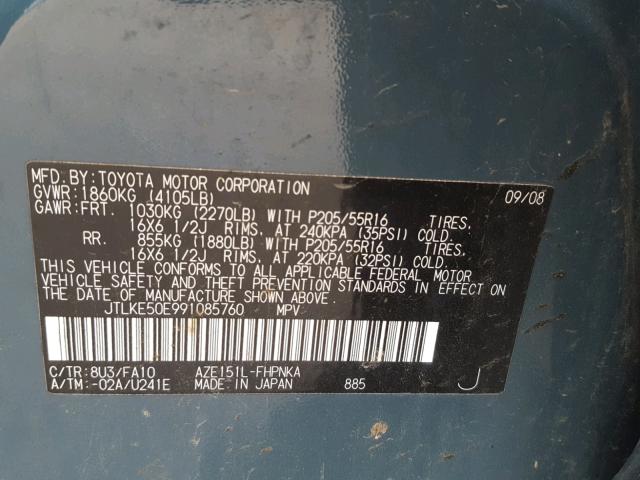 MFD.BY:TOYOTA MOTOR CORPORATION 09/08
GVWR:1860KG (4105LB)
GAWR:FRT. 1030KG (2270LB) WITH P205/55R16 TIRES.
16X6 1/2J RIMS, AT 240KPA (35PSI) COLD.
RR. 855KG (1880LB) WITH P205/55R16 TIRES.
16X6 1/2J RIMS, AT 220KPA (32PSI) COLD.
THIS VEHICLE CONFORMS TO ALL APPLICABLE FEDERAL MOTOR
VEHICLE SAFETY AND THEFT PREVENTION STANDARDS IN EFFECT
ON THE DATE OF MANUFACTURE SHOWN ABOVE.
JTLKE50E991085760 MPV
C/TR:8U3/FA10 AZE151L-FHPNKA
A/TM:-02A/U241E MADE IN JAPAN 885 J